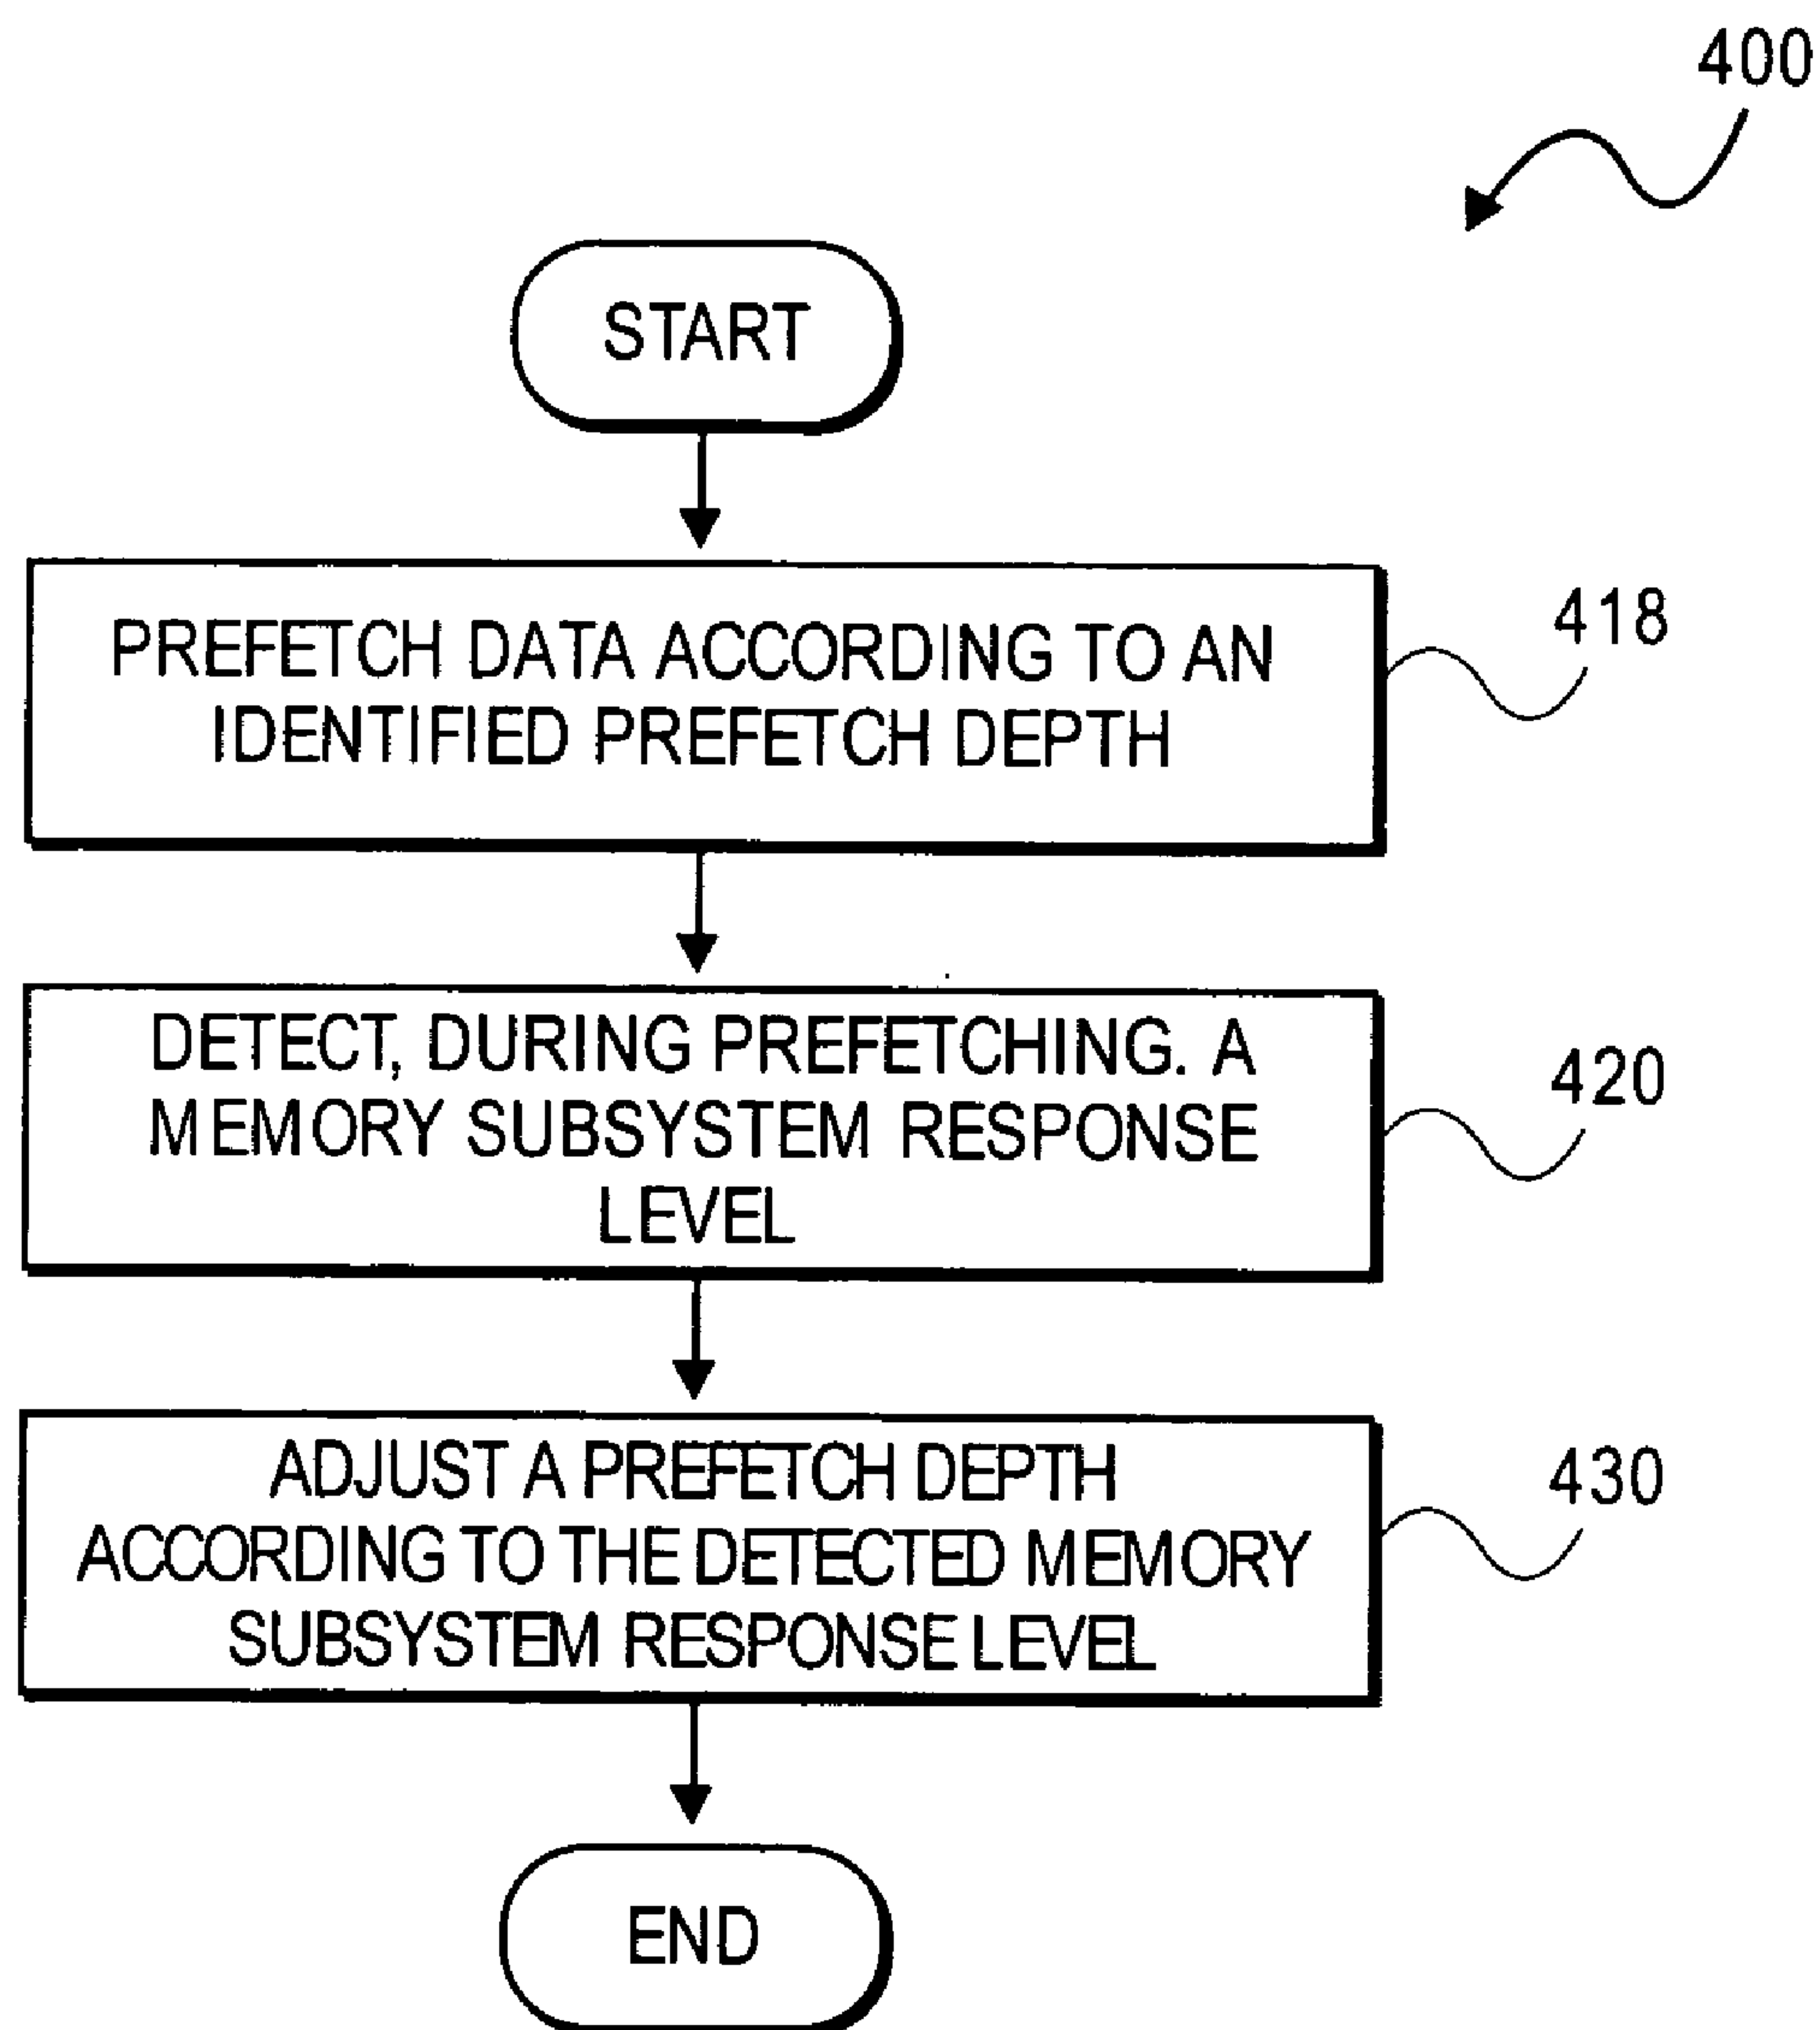 400
START
PREFETCH DATA ACCORDING TO AN
IDENTIFIED PREFETCH DEPTH
418
DETECT, DURING PREFETCHING. A
MEMORY SUBSYSTEM RESPONSE
LEVEL
420
ADJUST A PREFETCH DEPTH
ACCORDING TO THE DETECTED MEMORY
SUBSYSTEM RESPONSE LEVEL
430
END